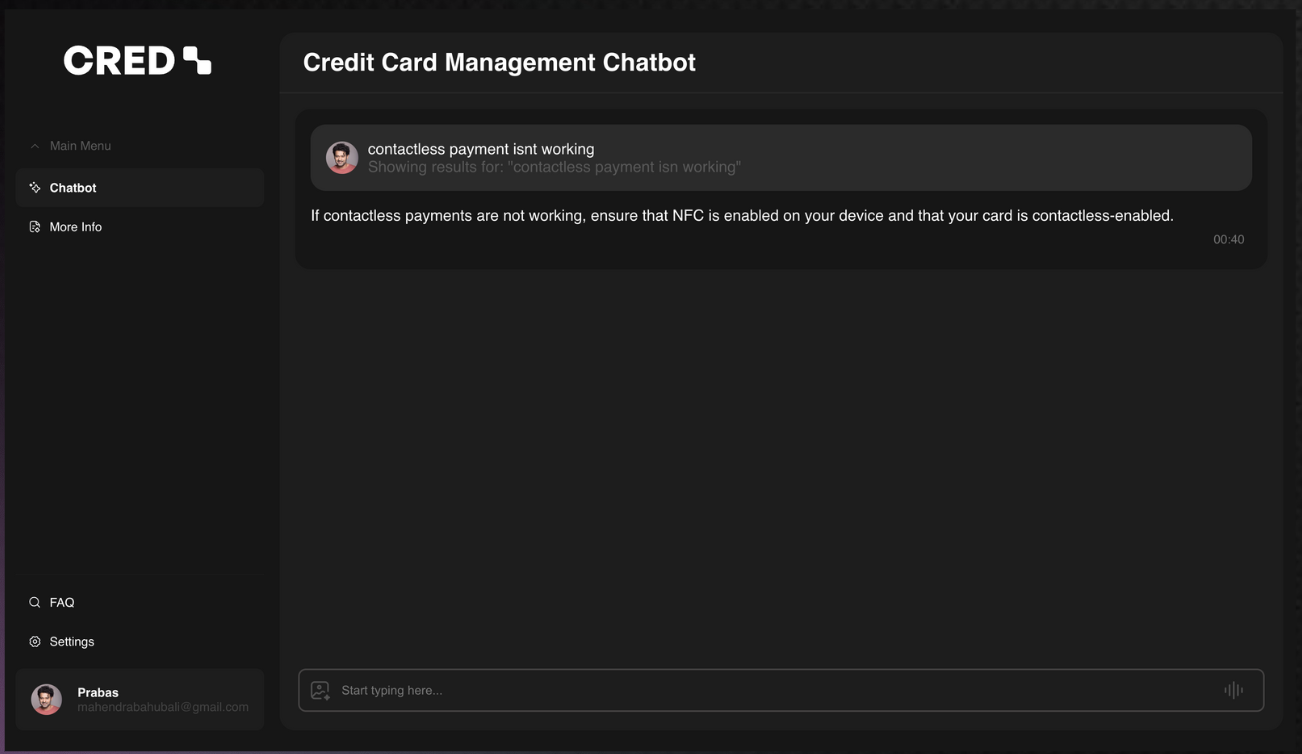 CRED
Main Menu
Chatbot
More Info
FAQ
Settings
Prabas
mahendrabahubali@gmail.com
Credit Card Management Chatbot
contactless payment isnt working
Showing results for: "contactless payment isn working"
If contactless payments are not working, ensure that NFC is enabled on your device and that your card is contactless-enabled.
00:40
Start typing here...